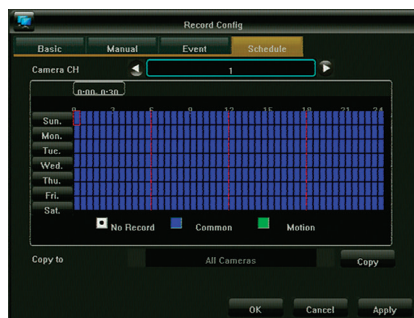 Record Config
Basic Manual Event Schedule
Camera CH 1
0:00, 0:30
0 3 6 9 12 15 18 21 24
Sun.
Mon.
Tue.
Wed.
Thu.
Fri.
Sat.
No Record Common Motion
Copy to All Cameras Copy
OK Cancel Apply